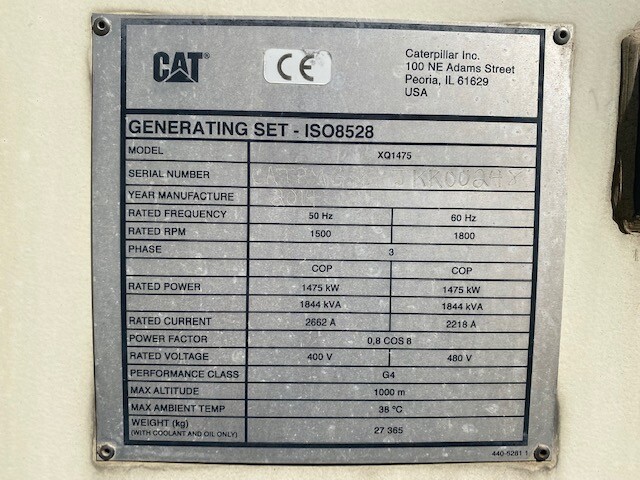 CAT®
CE
Caterpillar Inc.
100 NE Adams Street
Peoria, IL 61629
USA
GENERATING SET - ISO8528
MODEL XQ1475
SERIAL NUMBER
YEAR MANUFACTURE
RATED FREQUENCY 50 Hz 60 Hz
RATED RPM 1500 1800
PHASE 3
COP COP
RATED POWER 1475 kW 1475 kW
1844 kVA 1844 kVA
RATED CURRENT 2662 A 2218 A
POWER FACTOR 0,8 COS 8
RATED VOLTAGE 400 V 480 V
PERFORMANCE CLASS G4
MAX ALTITUDE 1000 m
MAX AMBIENT TEMP 38 ºC
WEIGHT (kg) 27 365
(WITH COOLANT AND OIL ONLY)
440-5281 1